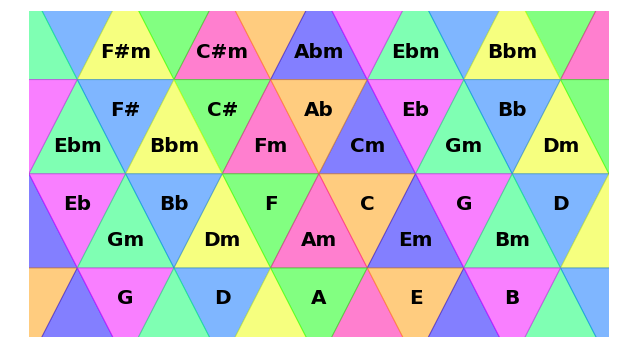 F#m C#m Abm Ebm Bbm
F# C# Ab Eb Bb
Ebm Bbm Fm Cm Gm Dm
Eb Bb F C G D
Gm Dm Am Em Bm
G D A E B